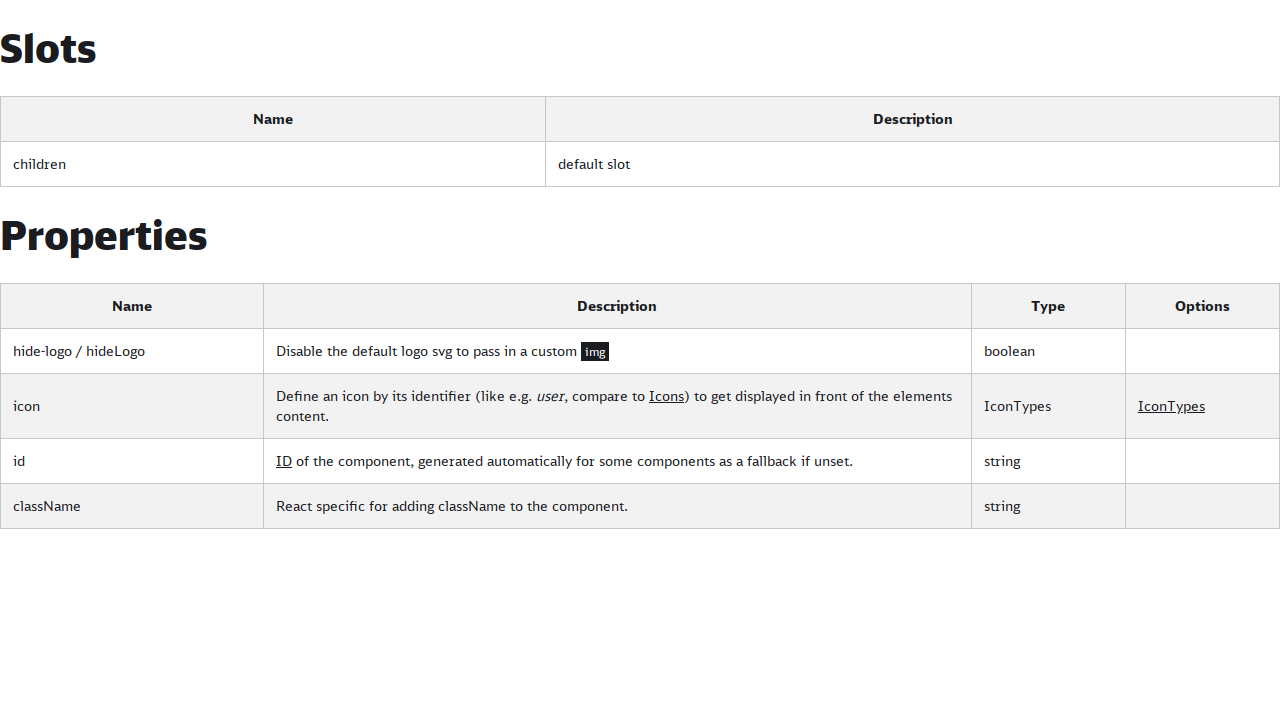 Slots
Name Description
children default slot
Properties
Name Description Type Options
hide-logo / hideLogo Disable the default logo svg to pass in a custom img boolean
icon Define an icon by its identifier (like e.g. user, compare to Icons) to get displayed in front of the elements content. IconTypes IconTypes
id ID of the component, generated automatically for some components as a fallback if unset. string
className React specific for adding className to the component. string